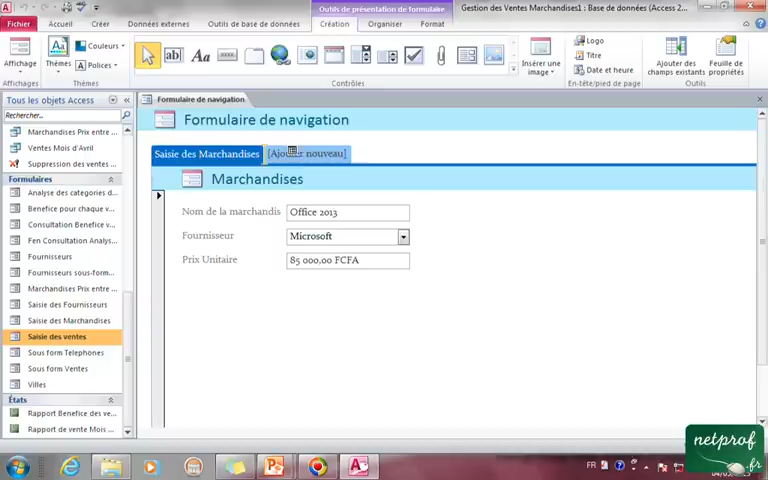 Outils de présentation de formulaire
Gestion des Ventes Marchandises1 : Base de données (Access 2...
Fichier Accueil Créer Données externes Outils de base de données Création Organiser Format
Affichage
Affichages
Thèmes
Couleurs
Polices
Thèmes
ab|
Aa
xxxx
Contrôles
Insérer une image
Logo
Titre
Date et heure
En-tête/pied de page
Ajouter des champs existants
Feuille de propriétés
Outils
Tous les objets Access
Rechercher...
Marchandises Prix entre ...
Ventes Mois d'Avril
Suppression des ventes ...
Formulaires
Analyse des categories d...
Benefice pour chaque v...
Consultation Benefice v...
Fen Consultation Analys...
Fournisseurs
Fournisseurs sous-form...
Marchandises Prix entre ...
Saisie des Fournisseurs
Saisie des Marchandises
Saisie des ventes
Sous form Telephones
Sous form Ventes
Villes
États
Rapport Benefice des ve...
Rapport de vente Mois ...
Formulaire de navigation
Formulaire de navigation
Saisie des Marchandises
nouveau]
Marchandises
Nom de la marchandis
Office 2013
Fournisseur
Microsoft
Prix Unitaire
85 000,00 FCFA
FR
netprof
.fr